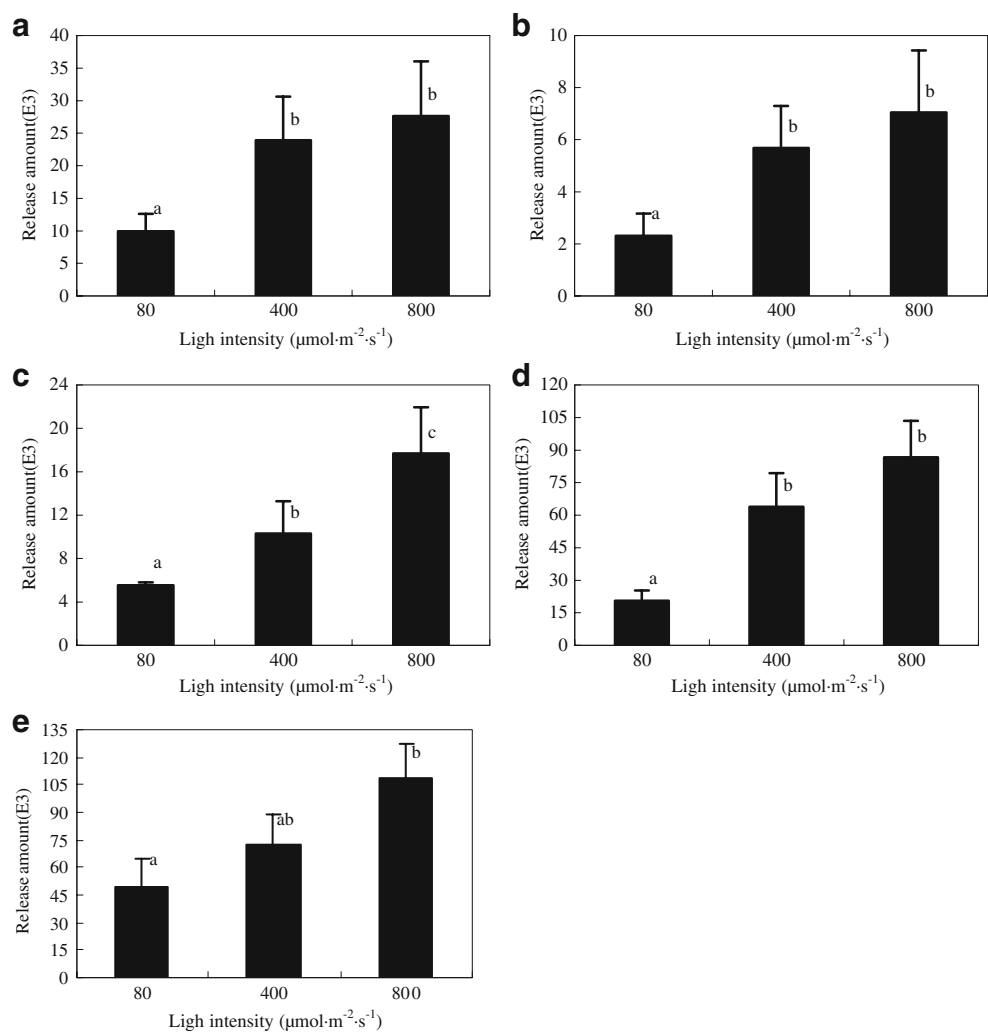 a
Release amount(E3)
40
35
30
25
20
15
10
5
0
a
b
b
80 400 800
Ligh intensity (µmol·m-2·s-1)
b
Release amount(E3)
10
8
6
4
2
0
a
b
b
80 400 800
Ligh intensity (µmol·m-2·s-1)
c
Release amount(E3)
24
20
16
12
8
4
0
a
b
c
80 400 800
Ligh intensity (µmol·m-2·s-1)
d
Release amount(E3)
120
105
90
75
60
45
30
15
0
a
b
b
80 400 800
Ligh intensity (µmol·m-2·s-1)
e
Release amount(E3)
135
120
105
90
75
60
45
30
15
0
a
ab
b
80 400 800
Ligh intensity (µmol·m-2·s-1)